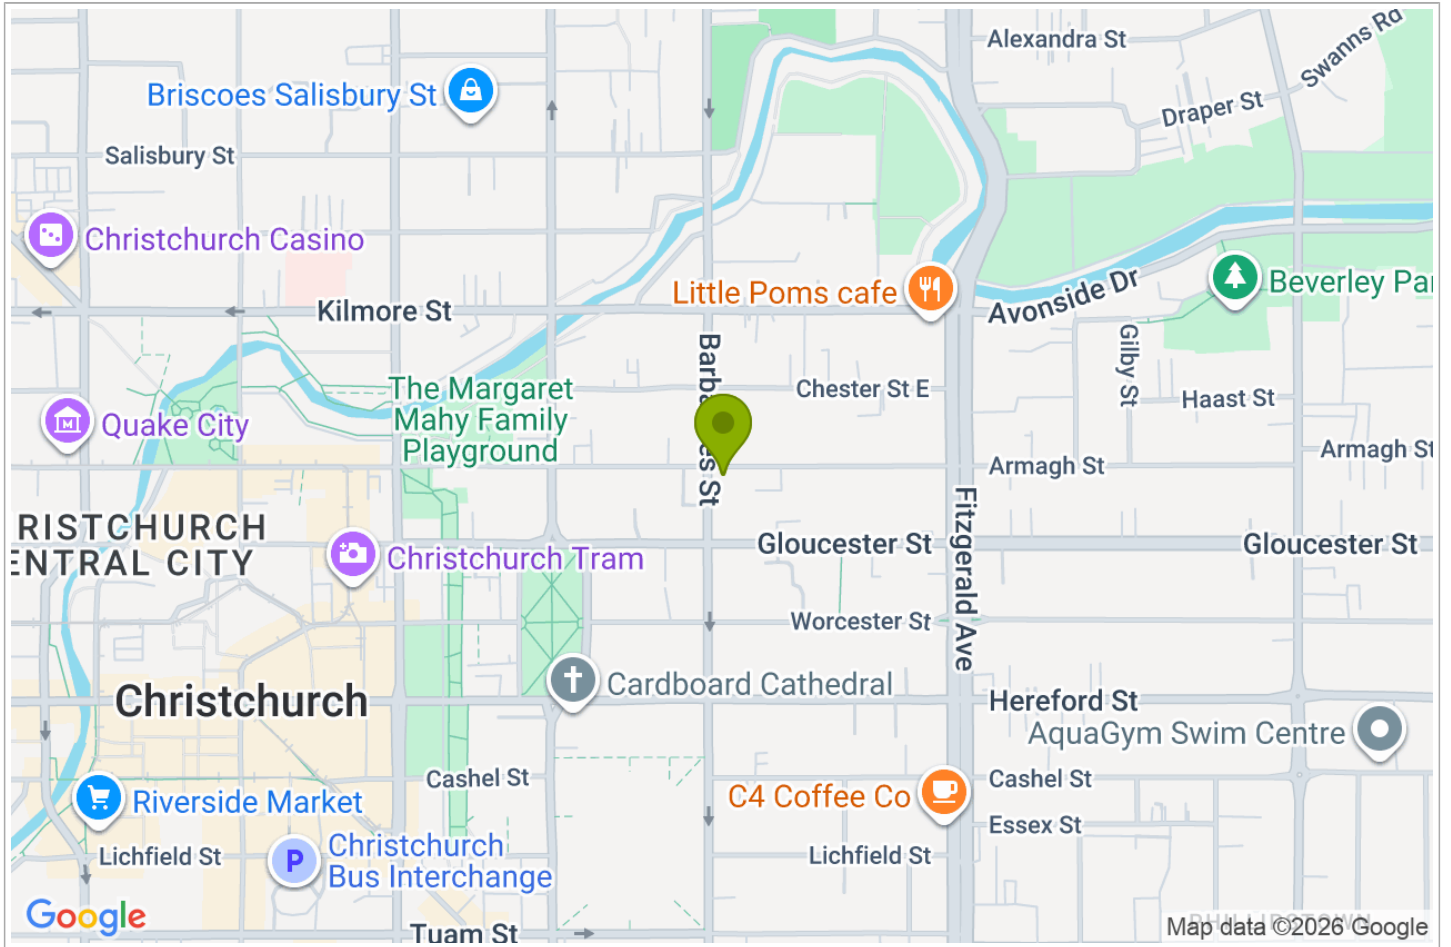 Alexandra St
Swanns Rd
Briscoes Salisbury St
Draper St
Salisbury St
Christchurch Casino
Little Poms cafe
Beverley Par
Kilmore St
Avonside Dr
Gilby St
Barba
es St
Chester St E
The Margaret
Mahy Family
Playground
Haast St
Quake City
Armagh St
Armagh St
RISTCHURCH
ENTRAL CITY
Fitzgerald Ave
Gloucester St
Gloucester St
Christchurch Tram
Worcester St
Cardboard Cathedral
Christchurch
Hereford St
AquaGym Swim Centre
Cashel St
Cashel St
C4 Coffee Co
Riverside Market
Essex St
Christchurch
Bus Interchange
P
Lichfield St
Lichfield St
Google
Tuam St
Map data ©2026 Google